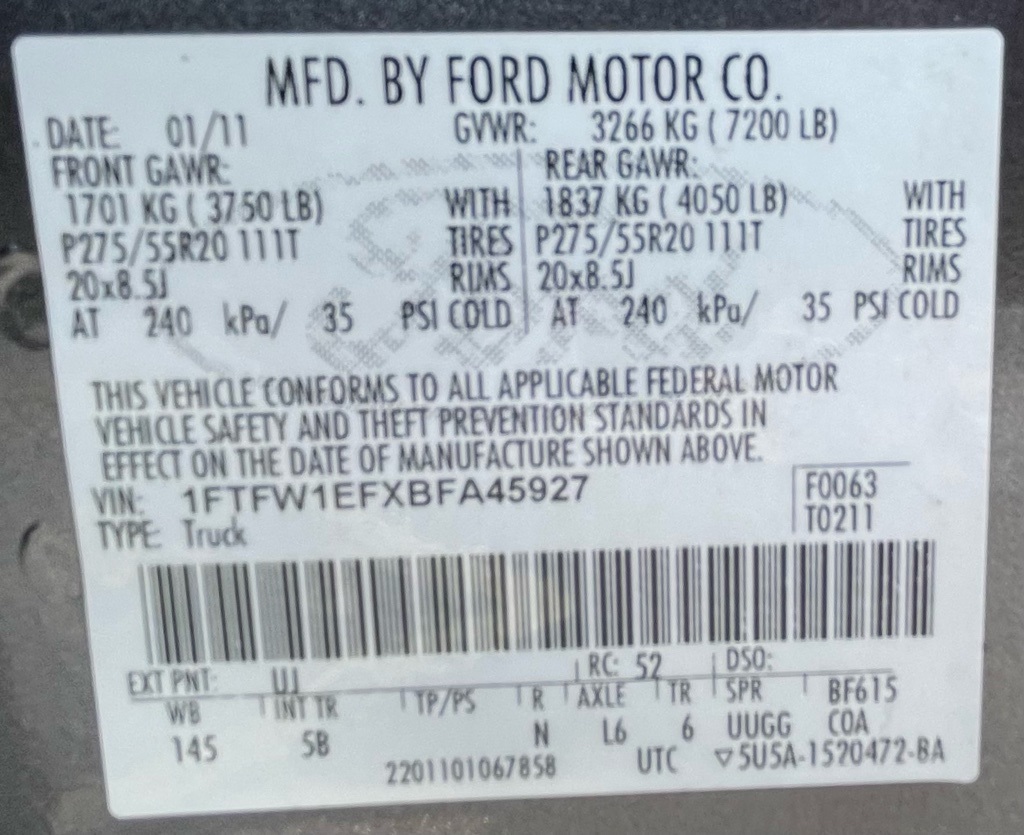 MFD. BY FORD MOTOR CO.
DATE: 01/11 GVWR: 3266 KG ( 7200 LB)
FRONT GAWR: REAR GAWR:
1701 KG ( 3750 LB) WITH 1837 KG ( 4050 LB) WITH
P275/55R20 111T TIRES P275/55R20 111T TIRES
20x8.5J RIMS 20x8.5J RIMS
AT 240 kPa/ 35 PSI COLD AT 240 kPa/ 35 PSI COLD
THIS VEHICLE CONFORMS TO ALL APPLICABLE FEDERAL MOTOR
VEHICLE SAFETY AND THEFT PREVENTION STANDARDS IN
EFFECT ON THE DATE OF MANUFACTURE SHOWN ABOVE.
VIN: 1FTFW1EFXBFA45927 F0063
TYPE: Truck T0211
EXT PNT: UJ RC: 52 DSO:
WB INT TR TP/PS R AXLE TR SPR BF615
145 5B N L6 6 UUGG COA
2201101067858 UTC ▽5U5A-1520472-BA